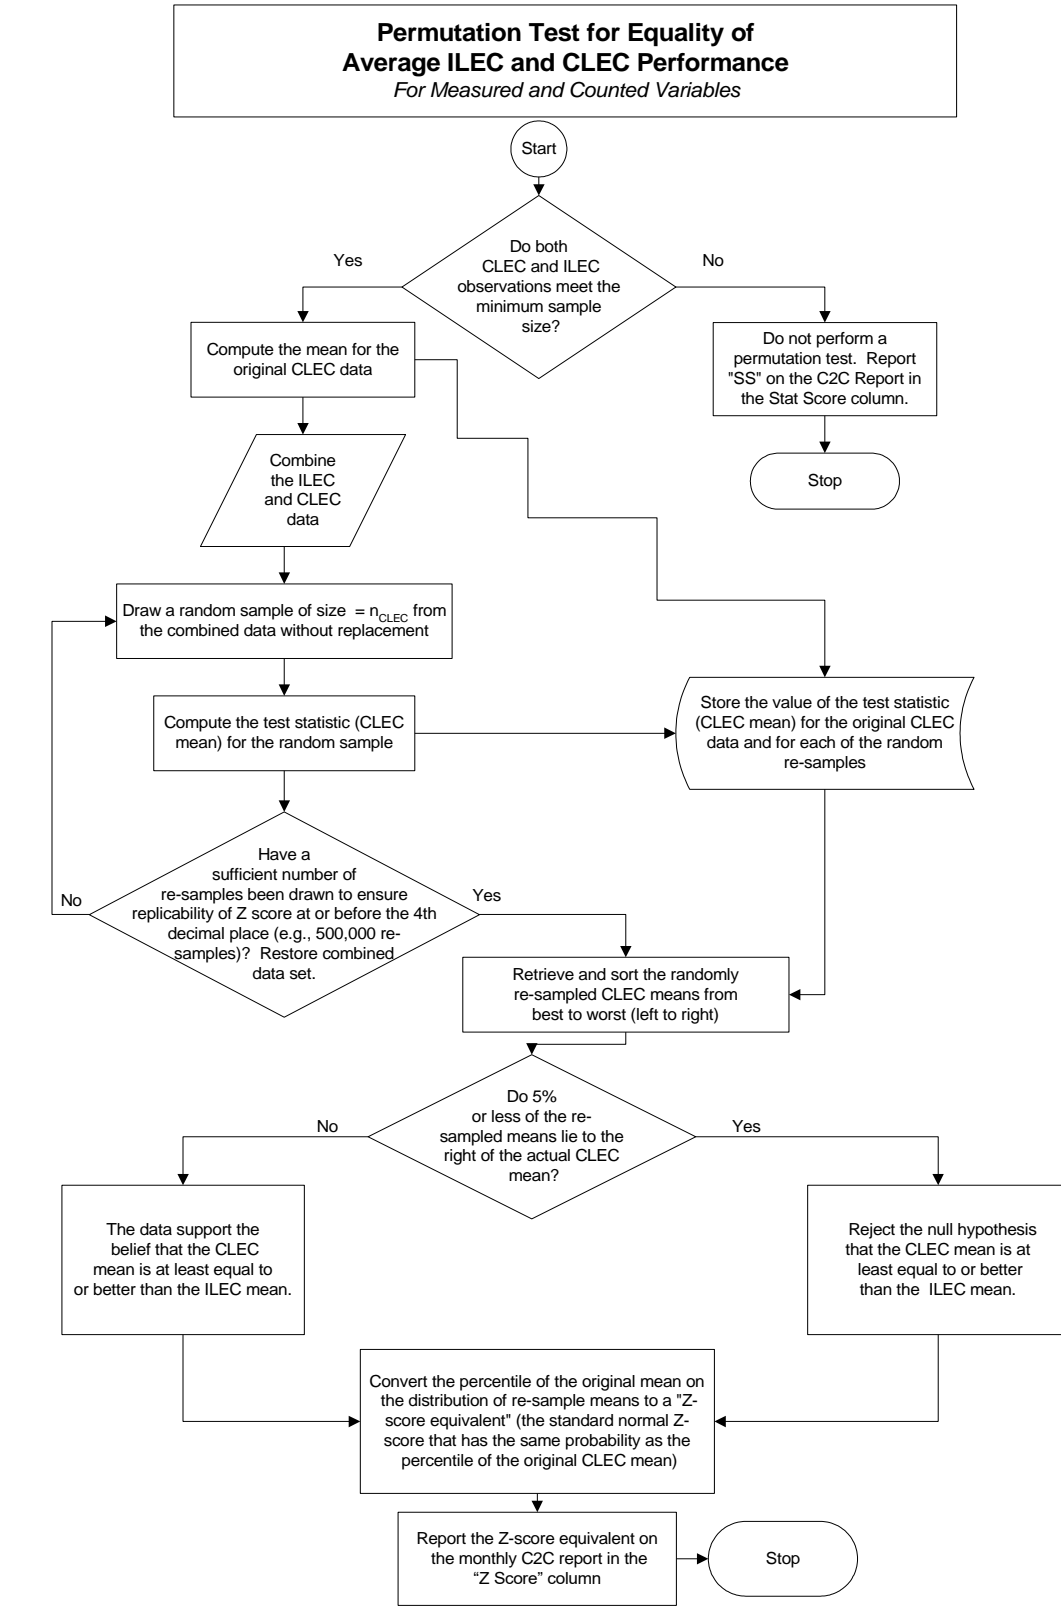 Permutation Test for Equality of
Average ILEC and CLEC Performance
For Measured and Counted Variables
Start
Do both
CLEC and ILEC
observations meet the
minimum sample
size?
Yes
No
Compute the mean for the
original CLEC data
Do not perform a
permutation test.  Report
"SS" on the C2C Report in
the Stat Score column.
Stop
Combine
the ILEC
and CLEC
data
Draw a random sample of size = nCLEC from
the combined data without replacement
Compute the test statistic (CLEC
mean) for the random sample
Store the value of the test statistic
(CLEC mean) for the original CLEC
data and for each of the random
re-samples
Have a
sufficient number of
re-samples been drawn to ensure
replicability of Z score at or before the 4th
decimal place (e.g., 500,000 re-
samples)?  Restore combined
data set.
No
Yes
Retrieve and sort the randomly
re-sampled CLEC means from
best to worst (left to right)
Do 5%
or less of the re-
sampled means lie to the
right of the actual CLEC
mean?
No
Yes
The data support the
belief that the CLEC
mean is at least equal to
or better than the ILEC mean.
Reject the null hypothesis
that the CLEC mean is at
least equal to or better
than the  ILEC mean.
Convert the percentile of the original mean on
the distribution of re-sample means to a "Z-
score equivalent" (the standard normal Z-
score that has the same probability as the
percentile of the original CLEC mean)
Report the Z-score equivalent on
the monthly C2C report in the
“Z Score” column
Stop